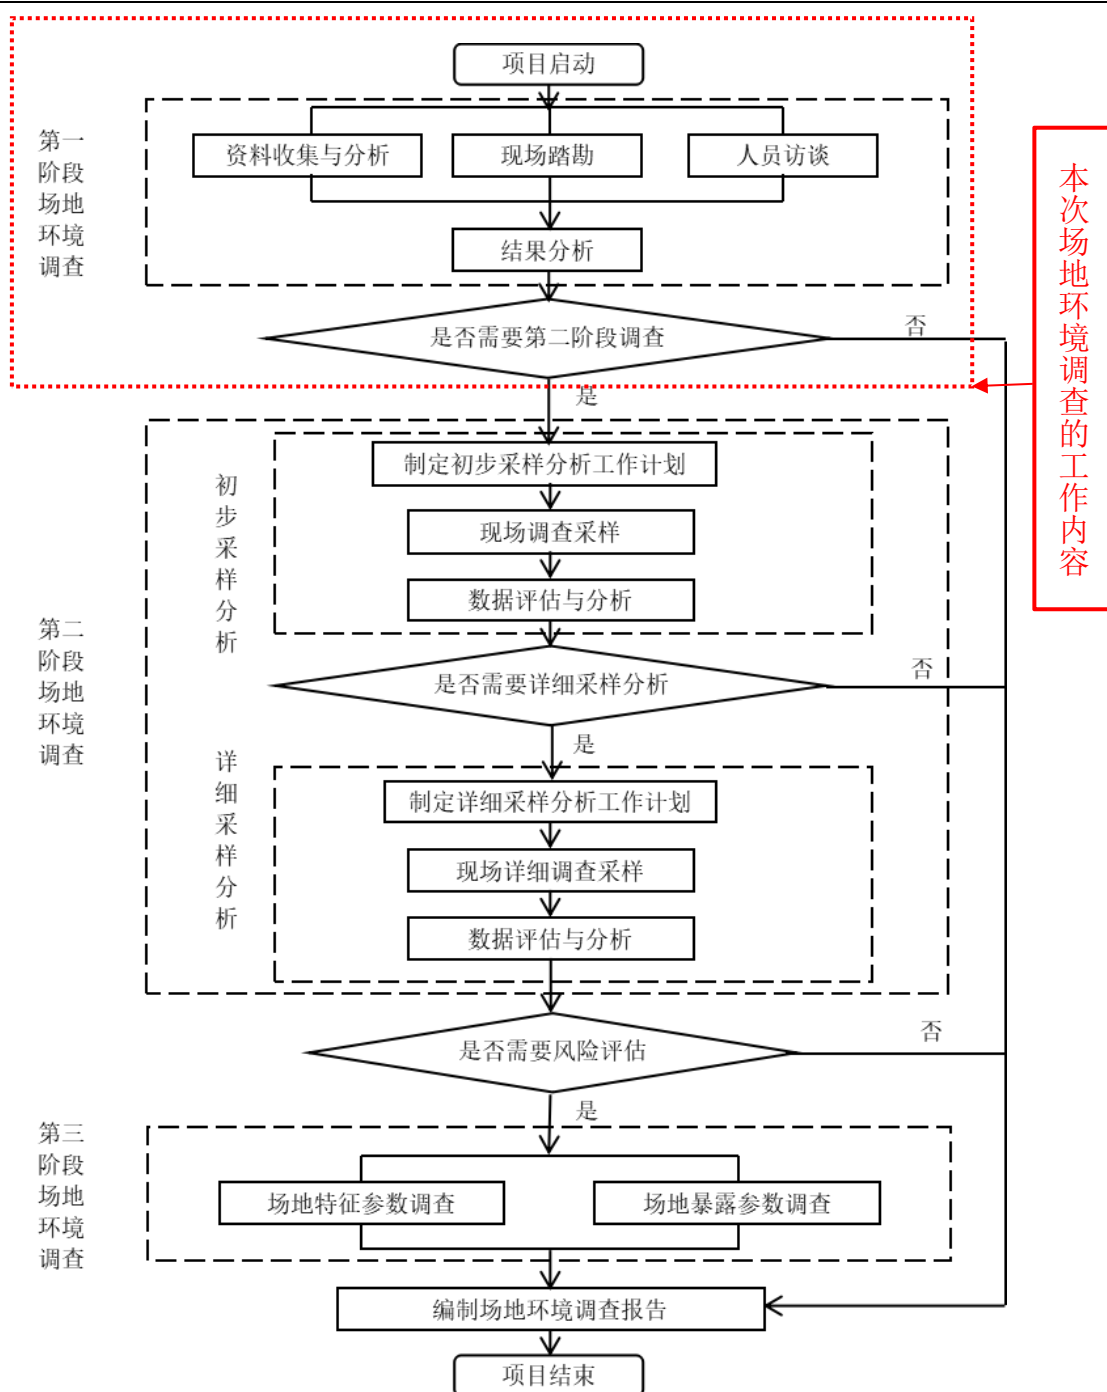 项目启动
第一
阶段
场地
环境
调查
资料收集与分析
现场踏勘
人员访谈
结果分析
是否需要第二阶段调查
否
是
本次场地环境调查的工作内容
第二
阶段
场地
环境
调查
初步采样分析
制定初步采样分析工作计划
现场调查采样
数据评估与分析
是否需要详细采样分析
否
是
详细采样分析
制定详细采样分析工作计划
现场详细调查采样
数据评估与分析
是否需要风险评估
否
是
第三
阶段
场地
环境
调查
场地特征参数调查
场地暴露参数调查
编制场地环境调查报告
项目结束